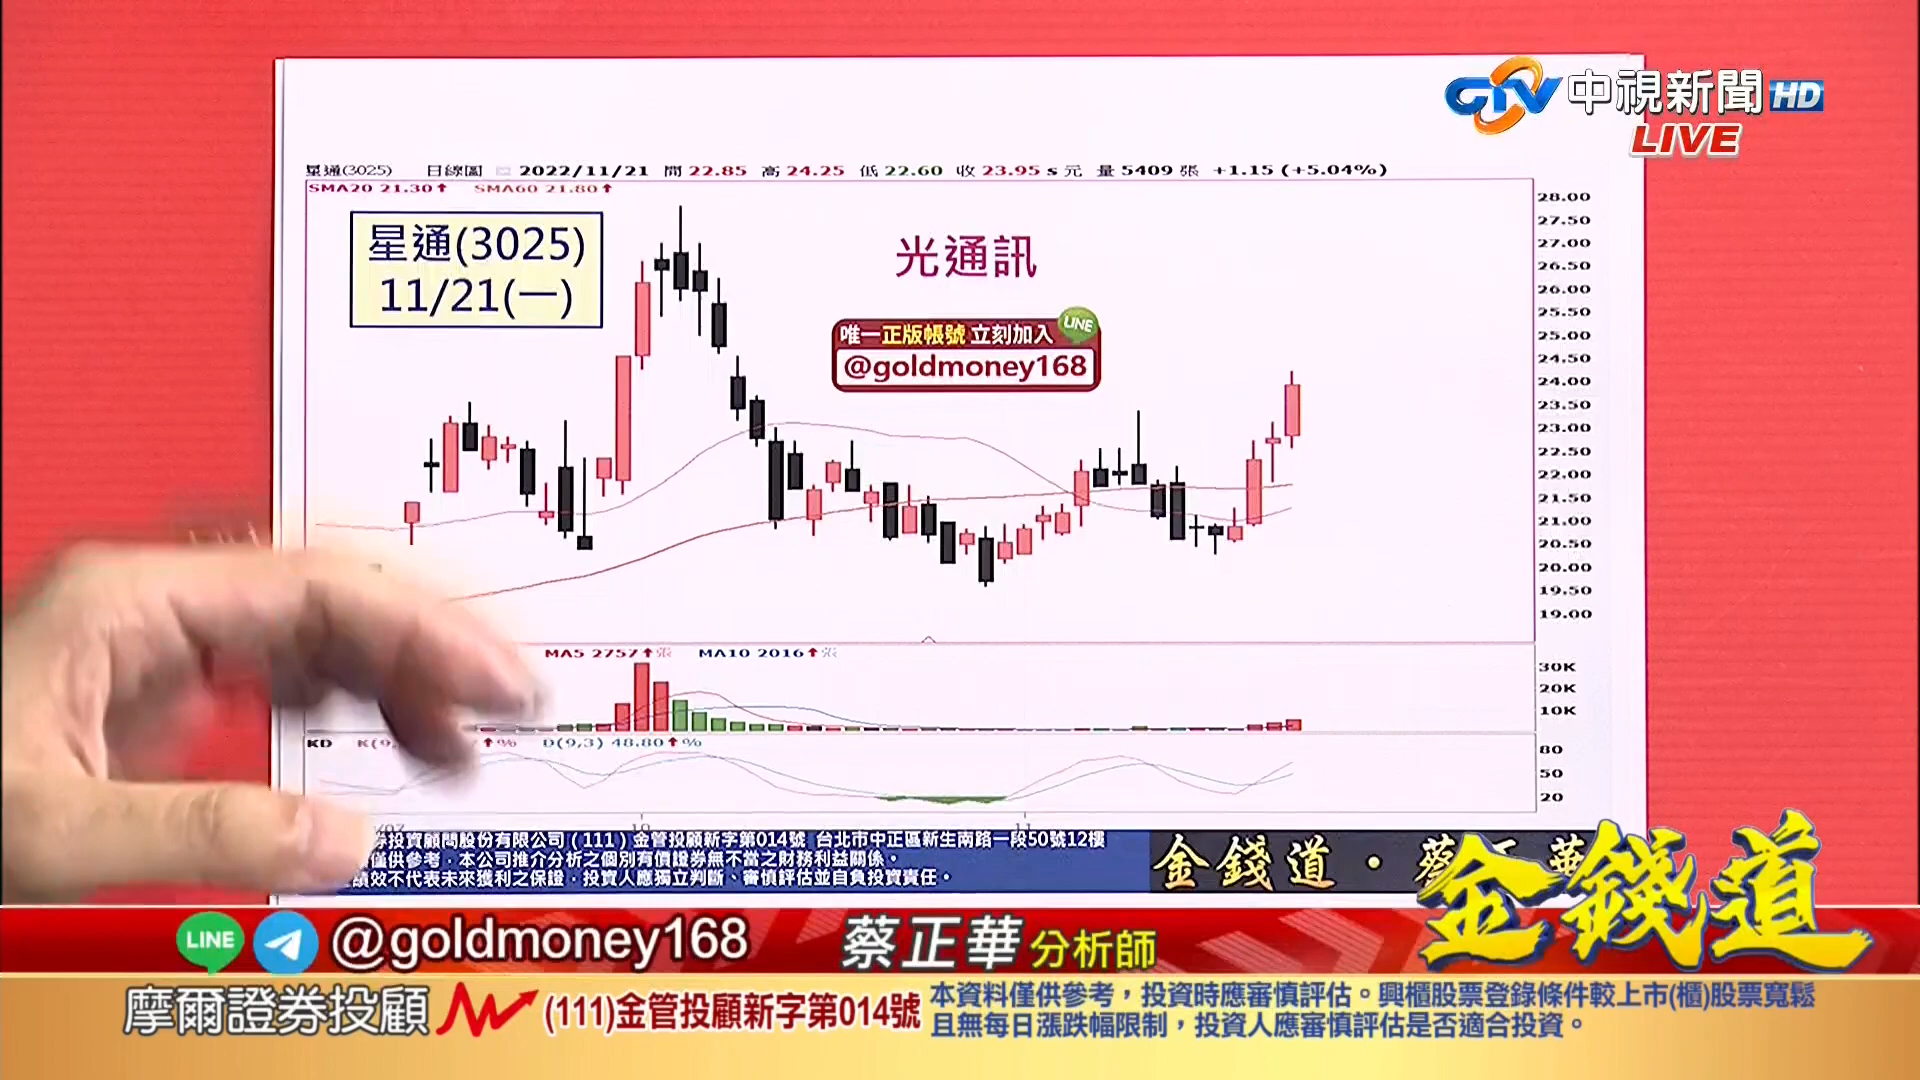 CTV 中視新聞 HD
LIVE
星通(3025) 日線圖 2022/11/21 開 22.85 高 24.25 低 22.60 收 23.95 s 元 量 5409 張 +1.15 (+5.04%)
SMA20 21.30↑ SMA60 21.80↑
星通(3025)
11/21(一)
光通訊
唯一正版帳號 立刻加入 LINE
@goldmoney168
28.00
27.50
27.00
26.50
26.00
25.50
25.00
24.50
24.00
23.50
23.00
22.50
22.00
21.50
21.00
20.50
20.00
19.50
19.00
MA5 2757↑張 MA10 2016↑張
30K
20K
10K
KD D(9,3) 48.80↑%
80
50
20
券投資顧問股份有限公司(111)金管投顧新字第014號 台北市中正區新生南路一段50號12樓
僅供參考,本公司推介分析之個別有價證券無不當之財務利益關係。
績效不代表未來獲利之保證,投資人應獨立判斷、審慎評估並自負投資責任。
金錢道・蔡正華
金錢道
LINE @goldmoney168 蔡正華 分析師
摩爾證券投顧 (111)金管投顧新字第014號
本資料僅供參考,投資時應審慎評估。興櫃股票登錄條件較上市(櫃)股票寬鬆
且無每日漲跌幅限制,投資人應審慎評估是否適合投資。